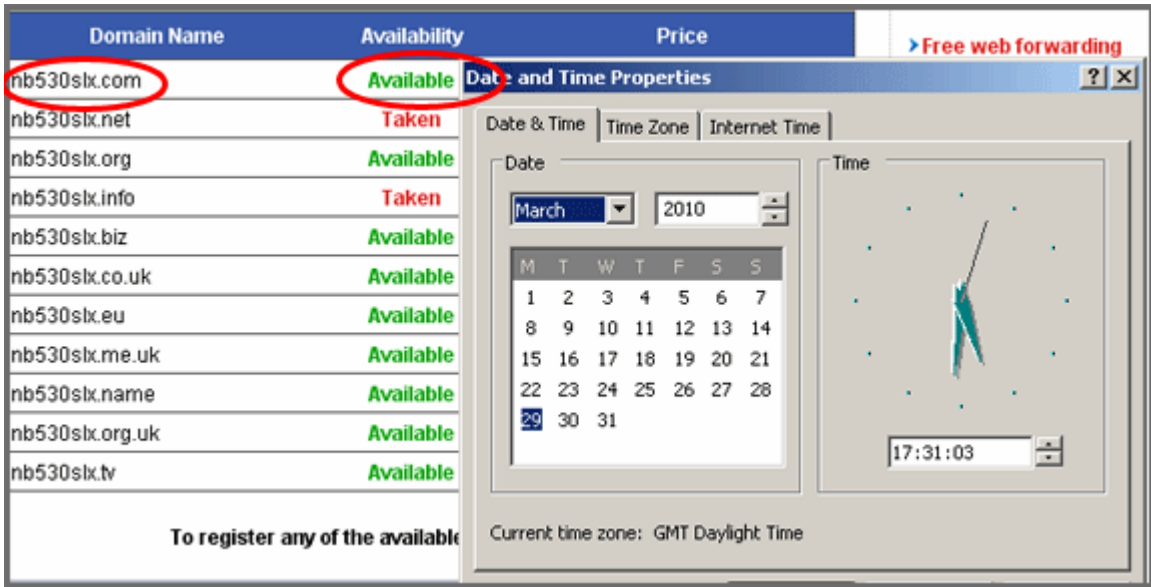 Domain Name Availability Price
nb530slx.com Available
nb530slx.net Taken
nb530slx.org Available
nb530slx.info Taken
nb530slx.biz Available
nb530slx.co.uk Available
nb530slx.eu Available
nb530slx.me.uk Available
nb530slx.name Available
nb530slx.org.uk Available
nb530slx.tv Available
To register any of the available
Free web forwarding
Date and Time Properties
Date & Time Time Zone Internet Time
Date
March 2010
M T W T F S S
1 2 3 4 5 6 7
8 9 10 11 12 13 14
15 16 17 18 19 20 21
22 23 24 25 26 27 28
29 30 31
Time
17:31:03
Current time zone: GMT Daylight Time